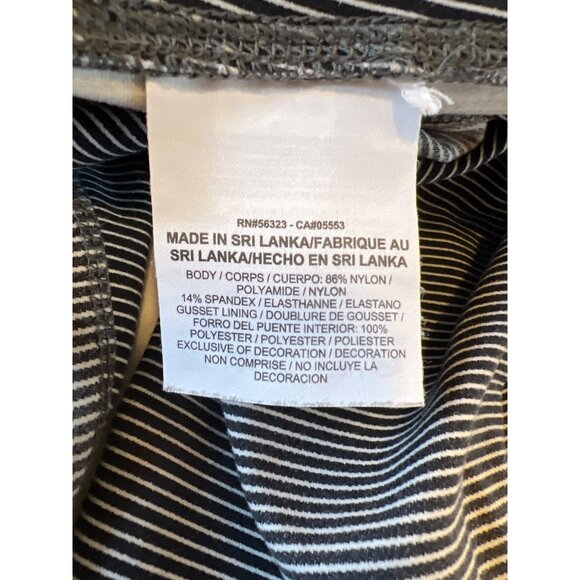 RN#56323 - CA#05553
MADE IN SRI LANKA/FABRIQUE AU
SRI LANKA/HECHO EN SRI LANKA
BODY / CORPS / CUERPO: 86% NYLON /
POLYAMIDE / NYLON
14% SPANDEX / ELASTHANNE / ELASTANO
GUSSET LINING / DOUBLURE DE GOUSSET /
FORRO DEL PUENTE INTERIOR: 100%
POLYESTER / POLYESTER / POLIESTER
EXCLUSIVE OF DECORATION / DECORATION
NON COMPRISE / NO INCLUYE LA
DECORACION